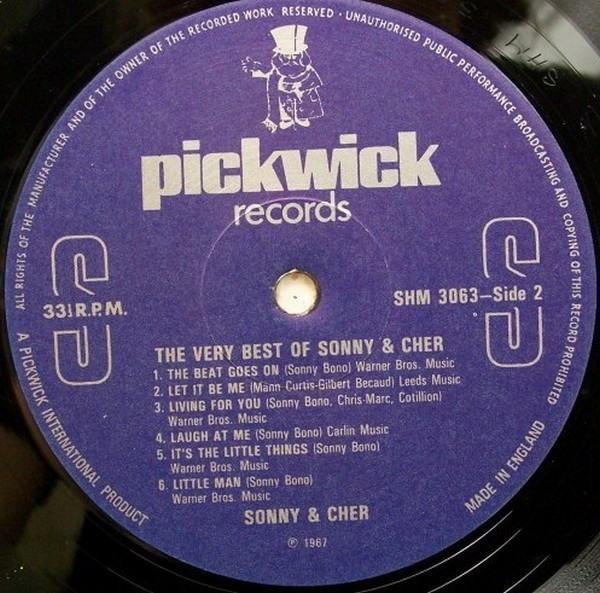 ALL RIGHTS OF THE MANUFACTURER AND OF THE OWNER OF THE RECORDED WORK RESERVED · UNAUTHORISED PUBLIC PERFORMANCE BROADCASTING AND COPYING OF THIS RECORD PROHIBITED
pickwick
records
33⅓ R.P.M.
SHM 3063–Side 2
THE VERY BEST OF SONNY & CHER
1. THE BEAT GOES ON (Sonny Bono) Warner Bros. Music
2. LET IT BE ME (Mann Curtis-Gilbert Becaud) Leeds Music
3. LIVING FOR YOU (Sonny Bono, Chris-Marc, Cotillion)
Warner Bros. Music
4. LAUGH AT ME (Sonny Bono) Carlin Music
5. IT'S THE LITTLE THINGS (Sonny Bono)
Warner Bros. Music
6. LITTLE MAN (Sonny Bono)
Warner Bros. Music
SONNY & CHER
℗ 1967
A PICKWICK INTERNATIONAL PRODUCT
MADE IN ENGLAND